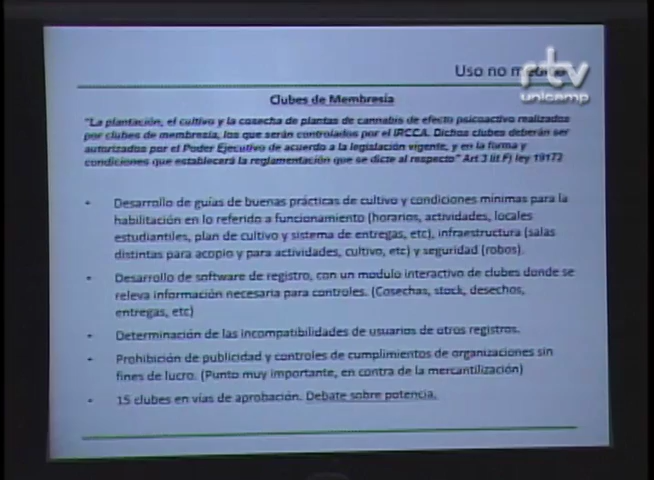 Uso no médico
rtv
unicamp
Clubes de Membresía
"La plantación, el cultivo y la cosecha de plantas de cannabis de efecto psicoactivo realizados
por clubes de membresía, los que serán controlados por el IRCCA. Dichos clubes deberán ser
autorizados por el Poder Ejecutivo de acuerdo a la legislación vigente, y en la forma y
condiciones que establecerá la reglamentación que se dicte al respecto" Art 3 lit F) ley 19172
• Desarrollo de guías de buenas prácticas de cultivo y condiciones mínimas para la
habilitación en lo referido a funcionamiento (horarios, actividades, locales
estudiantiles, plan de cultivo y sistema de entregas, etc), infraestructura (salas
distintas para acopio y para actividades, cultivo, etc) y seguridad (robos).
• Desarrollo de software de registro, con un modulo interactivo de clubes donde se
releva información necesaria para controles. (Cosechas, stock, desechos,
entregas, etc)
• Determinación de las incompatibilidades de usuarios de otros registros.
• Prohibición de publicidad y controles de cumplimientos de organizaciones sin
fines de lucro. (Punto muy importante, en contra de la mercantilización)
• 15 clubes en vías de aprobación. Debate sobre potencia.